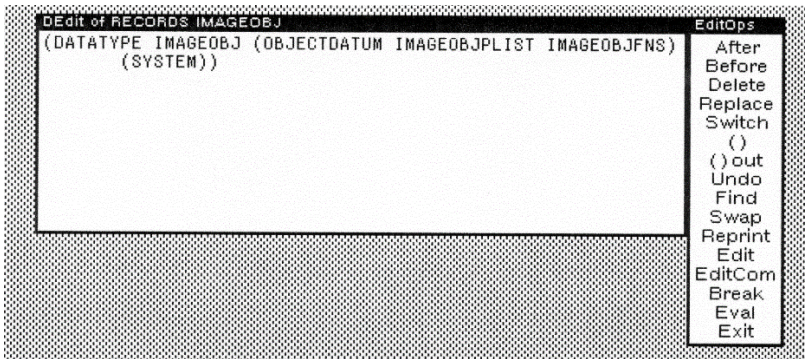 DEdit of RECORDS IMAGEOBJ
(DATATYPE IMAGEOBJ (OBJECTDATUM IMAGEOBJPLIST IMAGEOBJFNS)
(SYSTEM))
EditOps
After
Before
Delete
Replace
Switch
()
() out
Undo
Find
Swap
Reprint
Edit
EditCom
Break
Eval
Exit